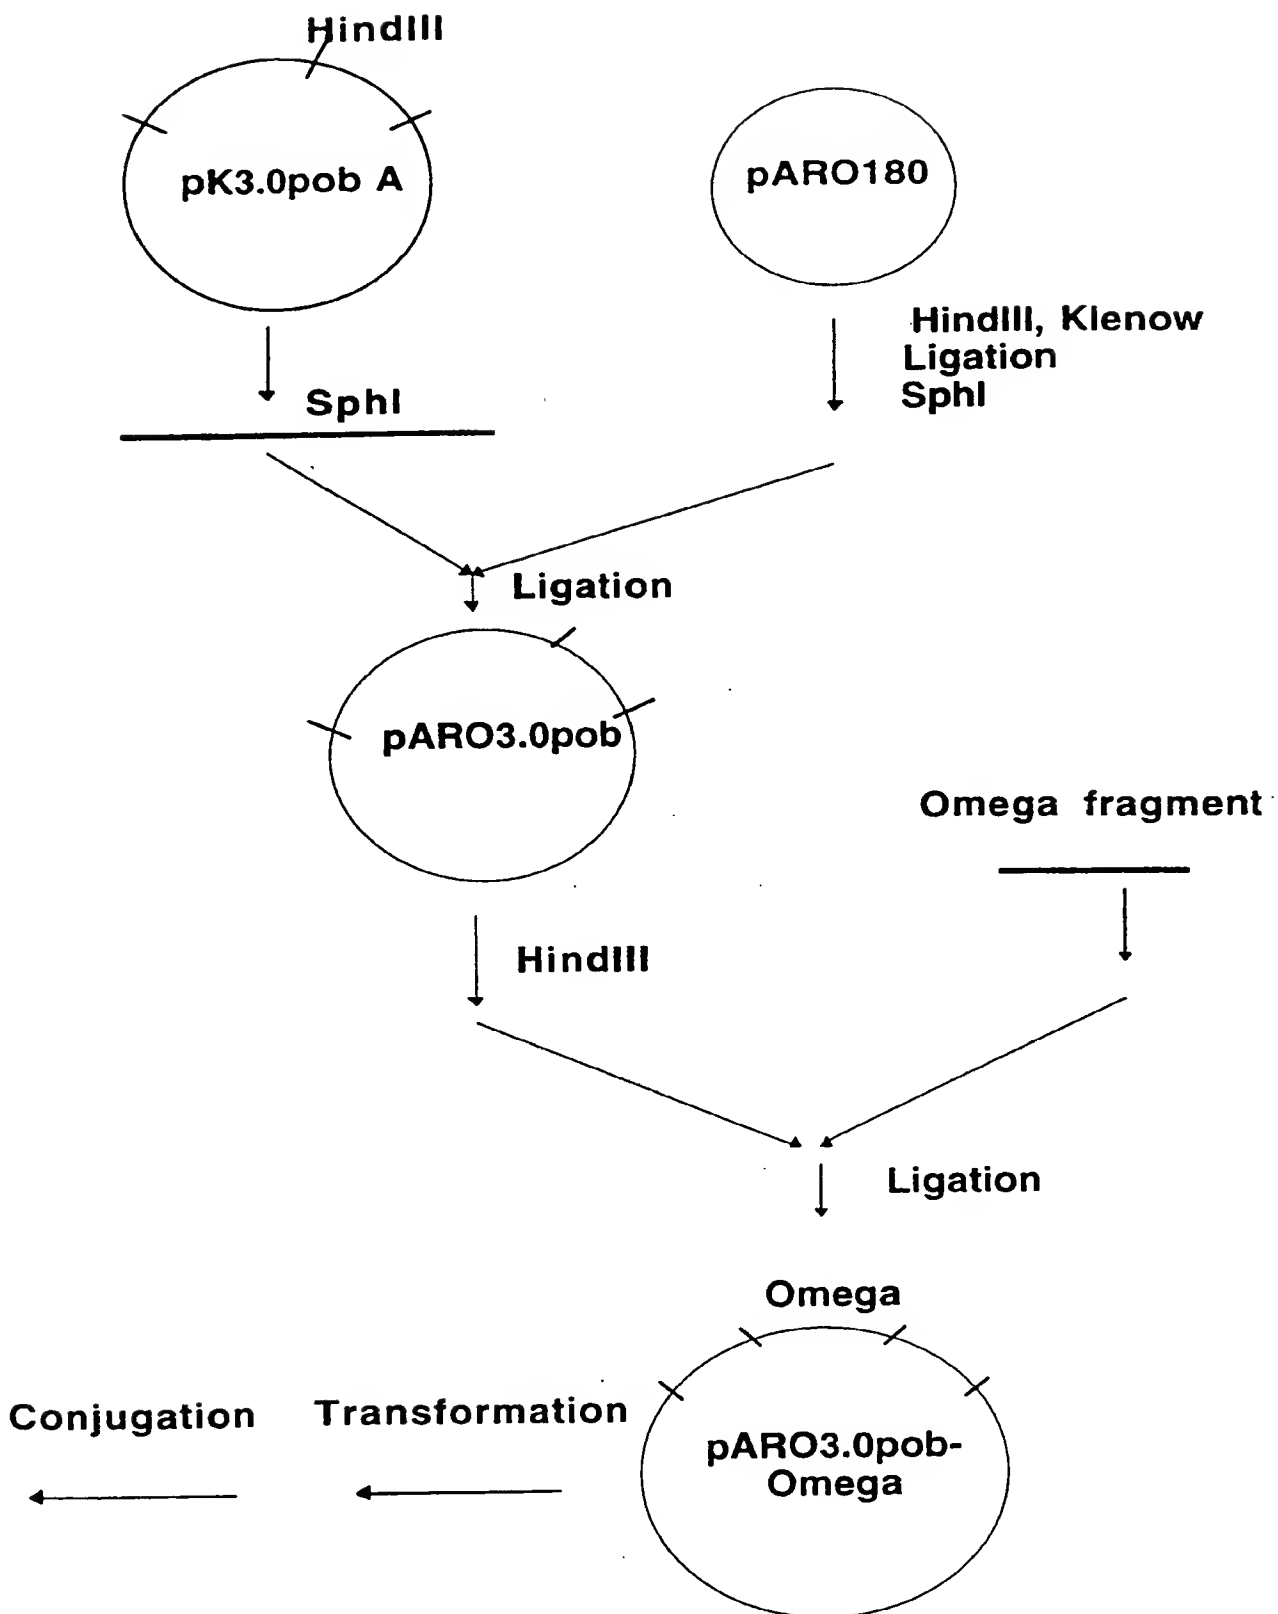 HindIII
pK3.0pob A
pARO180
HindIII, Klenow
Ligation
SphI
SphI
Ligation
pARO3.0pob
Omega fragment
HindIII
Ligation
Omega
Conjugation
Transformation
pARO3.0pob-
Omega